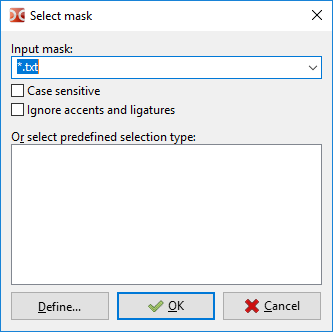 Select mask
Input mask:
*.txt
Case sensitive
Ignore accents and ligatures
Or select predefined selection type:
Define... OK Cancel